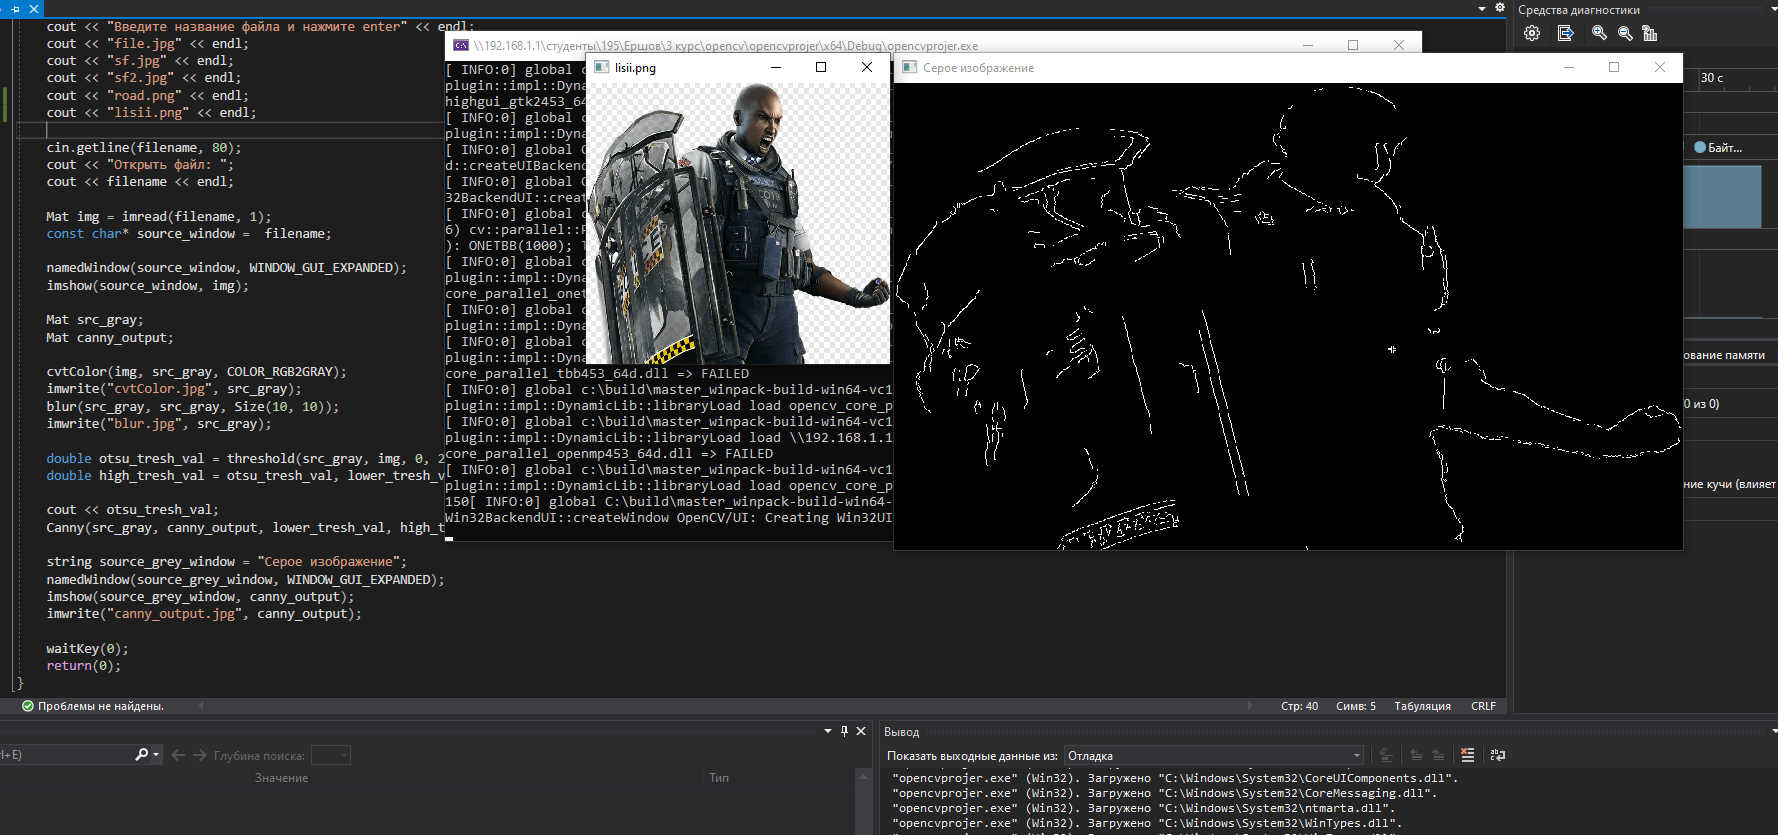 cout << "Введите название файла и нажмите enter" << endl;
cout << "file.jpg" << endl;
cout << "sf.jpg" << endl;
cout << "sf2.jpg" << endl;
cout << "road.png" << endl;
cout << "lisii.png" << endl;
cin.getline(filename, 80);
cout << "Открыть файл: ";
cout << filename << endl;
Mat img = imread(filename, 1);
const char* source_window =  filename;
namedWindow(source_window, WINDOW_GUI_EXPANDED);
imshow(source_window, img);
Mat src_gray;
Mat canny_output;
cvtColor(img, src_gray, COLOR_RGB2GRAY);
imwrite("cvtColor.jpg", src_gray);
blur(src_gray, src_gray, Size(10, 10));
imwrite("blur.jpg", src_gray);
double otsu_tresh_val = threshold(src_gray, img, 0, 2
double high_tresh_val = otsu_tresh_val, lower_tresh_v
cout << otsu_tresh_val;
Canny(src_gray, canny_output, lower_tresh_val, high_t
string source_grey_window = "Серое изображение";
namedWindow(source_grey_window, WINDOW_GUI_EXPANDED);
imshow(source_grey_window, canny_output);
imwrite("canny_output.jpg", canny_output);
waitKey(0);
return(0);
}
\\192.168.1.1\студенты\195\Ершов\3 курс\opencv\opencvprojer\x64\Debug\opencvprojer.exe
[ INFO:0] global c
plugin::impl::Dyna
highgui_gtk2453_64
[ INFO:0] global c
plugin::impl::Dyna
[ INFO:0] global C
d::createUIBackend
[ INFO:0] global C
32BackendUI::creat
[ INFO:0] global c
6) cv::parallel::P
): ONETBB(1000); T
[ INFO:0] global c
plugin::impl::Dyna
core_parallel_onet
[ INFO:0] global c
plugin::impl::Dyna
[ INFO:0] global c
plugin::impl::Dyna
core_parallel_tbb453_64d.dll => FAILED
[ INFO:0] global c:\build\master_winpack-build-win64-vc1
plugin::impl::DynamicLib::libraryLoad load opencv_core_p
[ INFO:0] global c:\build\master_winpack-build-win64-vc1
plugin::impl::DynamicLib::libraryLoad load \\192.168.1.1
core_parallel_openmp453_64d.dll => FAILED
[ INFO:0] global c:\build\master_winpack-build-win64-vc1
plugin::impl::DynamicLib::libraryLoad load opencv_core_p
150[ INFO:0] global C:\build\master_winpack-build-win64-
Win32BackendUI::createWindow OpenCV/UI: Creating Win32UI
lisii.png
Серое изображение
Средства диагностики
30 с
Байт...
ование памяти
0 из 0)
ние кучи (влияет
Проблемы не найдены.
Стр: 40 Симв: 5 Табуляция CRLF
rl+E)
Глубина поиска:
Значение Тип
Вывод
Показать выходные данные из: Отладка
"opencvprojer.exe" (Win32). Загружено "C:\Windows\System32\CoreUIComponents.dll".
"opencvprojer.exe" (Win32). Загружено "C:\Windows\System32\CoreMessaging.dll".
"opencvprojer.exe" (Win32). Загружено "C:\Windows\System32\ntmarta.dll".
"opencvprojer.exe" (Win32). Загружено "C:\Windows\System32\WinTypes.dll".